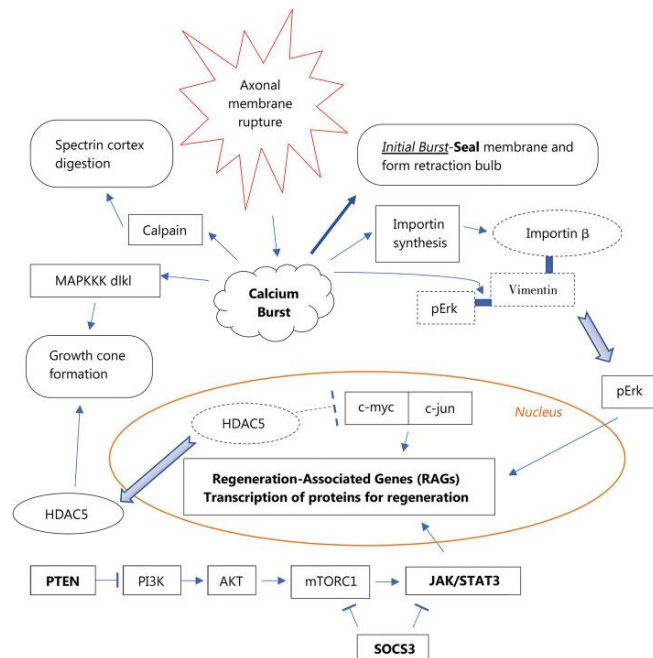 Axonal
membrane
rupture
Spectrin cortex
digestion
Initial Burst-Seal membrane and
form retraction bulb
Calpain
Importin
synthesis
Importin β
MAPKKK dlkl
Calcium
Burst
pErk
Vimentin
Growth cone
formation
pErk
HDAC5
c-myc
c-jun
Nucleus
Regeneration-Associated Genes (RAGs)
Transcription of proteins for regeneration
HDAC5
PTEN
PI3K
AKT
mTORC1
JAK/STAT3
SOCS3